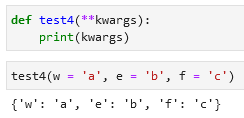 def test4(**kwargs):
    print(kwargs)
test4(w = 'a', e = 'b', f = 'c')
{'w': 'a', 'e': 'b', 'f': 'c'}